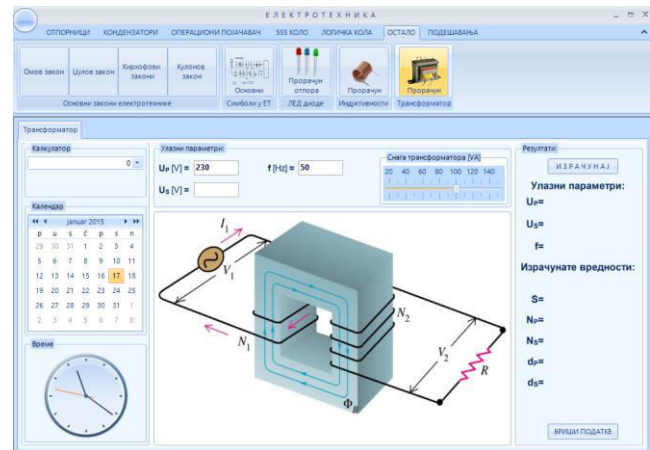 ЕЛЕКТРОТЕХНИКА
ОТПОРНИЦИ КОНДЕНЗАТОРИ ОПЕРАЦИОНИ ПОЈАЧАВАЧ 555 КОЛО ЛОГИЧКА КОЛА ОСТАЛО ПОДЕШАВАЊА
Омов закон
Џулов закон
Кирхофови закони
Кулонов закон
Основни
Прорачун отпора
Прорачун
Прорачун
Основни закони електротехнике
Симболи у ЕТ
ЛЕД диоде
Индуктивности
Трансформатор
Трансформатор
Калкулатор
0
Календар
januar 2015
p u s č p s n
29 30 31 1 2 3 4
5 6 7 8 9 10 11
12 13 14 15 16 17 18
19 20 21 22 23 24 25
26 27 28 29 30 31 1
2 3 4 5 6 7 8
Време
Улазни параметри:
UP [V] = 230
f [Hz] = 50
US [V] =
Снага трансформатора [VA]
20 40 60 80 100 120 140
I1
V1
N1
N2
V2
R
ΦB
Резултати:
ИЗРАЧУНАЈ
Улазни параметри:
UP=
US=
f=
Израчунате вредности:
S=
NP=
NS=
dP=
dS=
БРИШИ ПОДАТКЕ